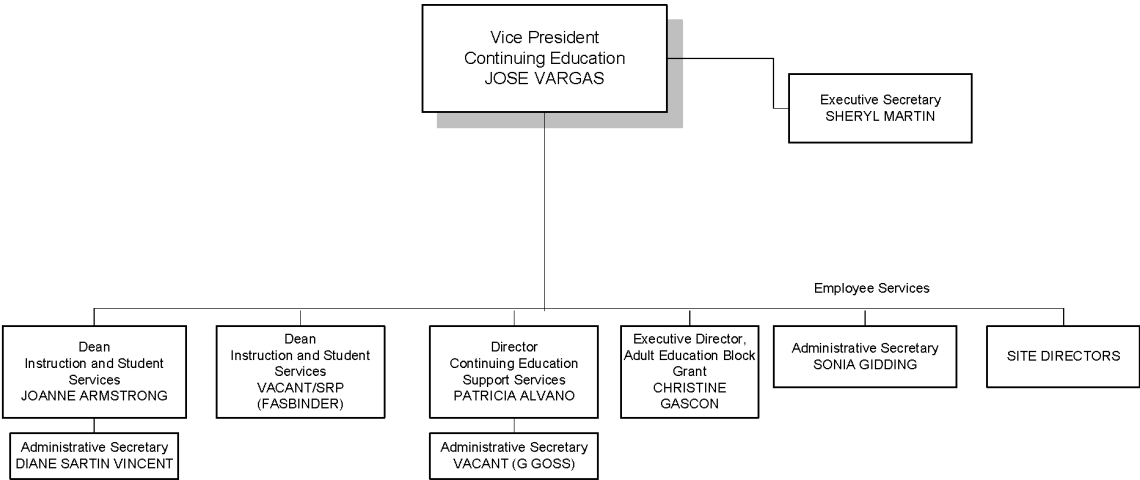 Vice President
Continuing Education
JOSE VARGAS
Executive Secretary
SHERYL MARTIN
Employee Services
Dean
Instruction and Student
Services
JOANNE ARMSTRONG
Dean
Instruction and Student
Services
VACANT/SRP
(FASBINDER)
Director
Continuing Education
Support Services
PATRICIA ALVANO
Executive Director,
Adult Education Block
Grant
CHRISTINE
GASCON
Administrative Secretary
SONIA GIDDING
SITE DIRECTORS
Administrative Secretary
DIANE SARTIN VINCENT
Administrative Secretary
VACANT (G GOSS)